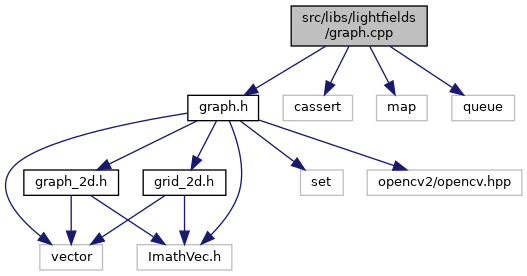 src/libs/lightfields
/graph.cpp
graph.h
cassert
map
queue
graph_2d.h
grid_2d.h
set
opencv2/opencv.hpp
vector
ImathVec.h